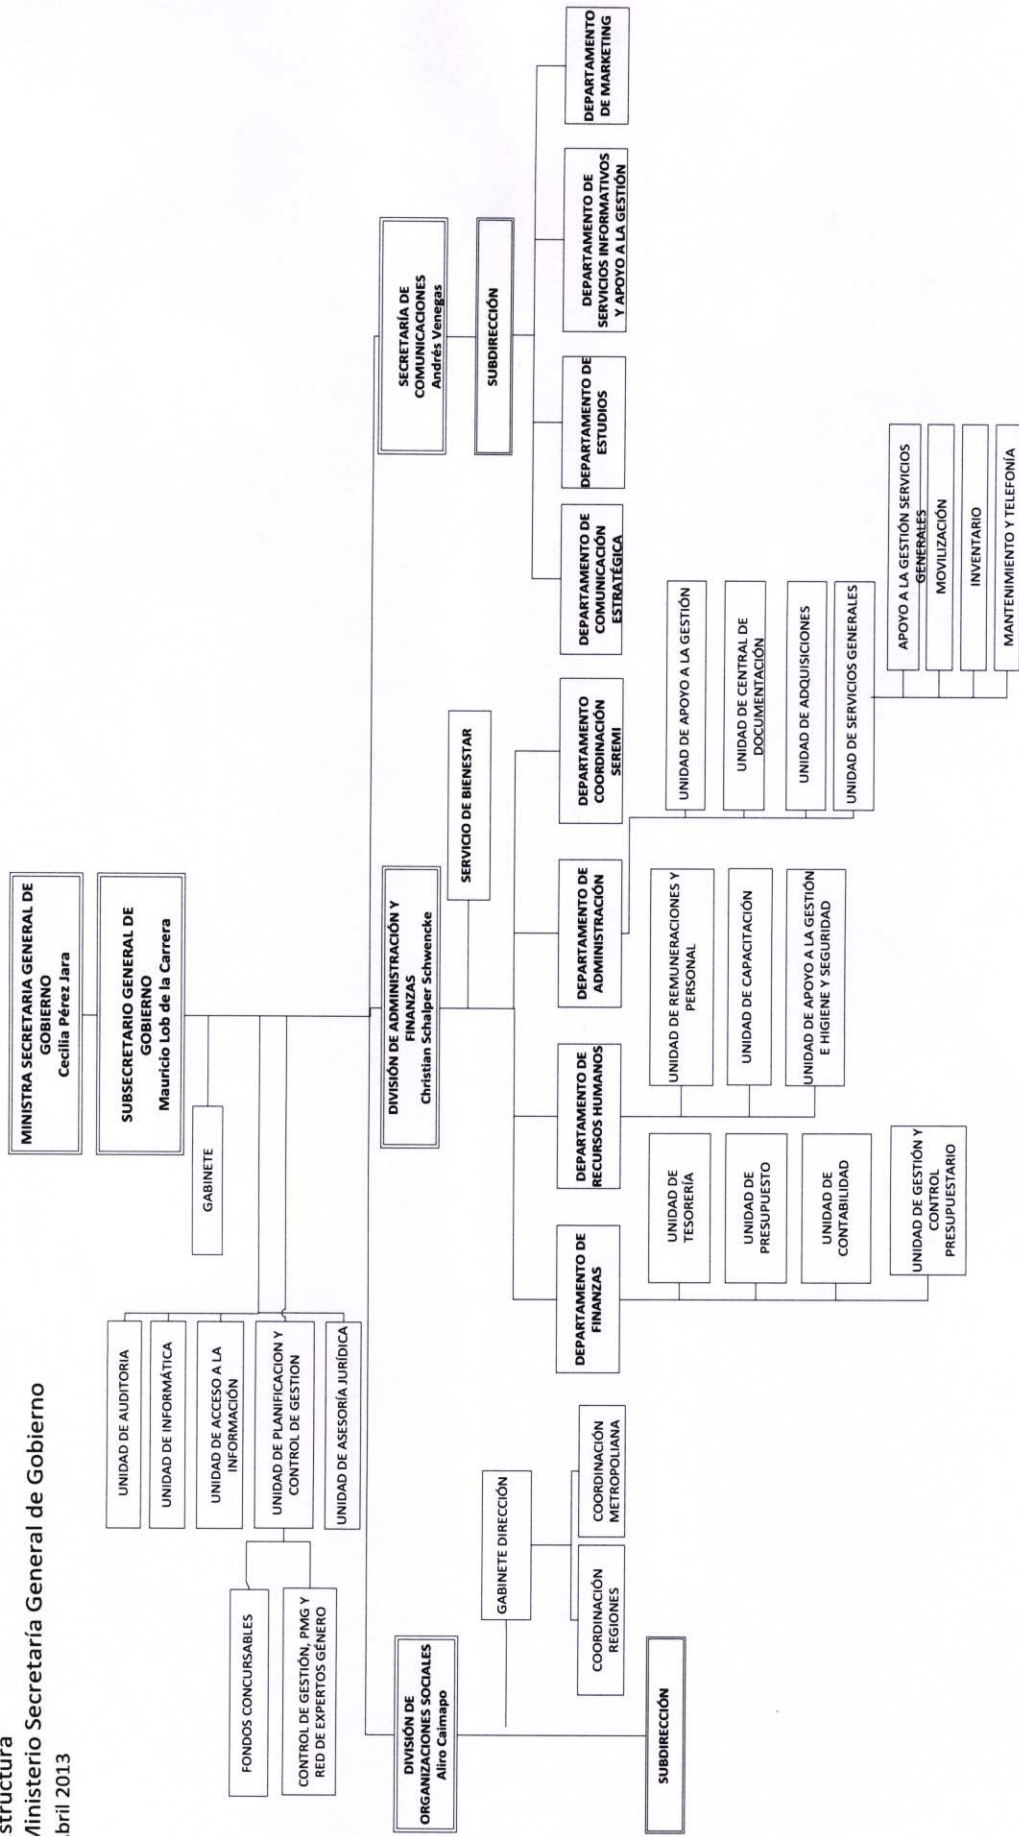 structura
Ministerio Secretaría General de Gobierno
bril 2013
MINISTRA SECRETARIA GENERAL DE
GOBIERNO
Cecilia Pérez Jara
SUBSECRETARIO GENERAL DE
GOBIERNO
Mauricio Lob de la Carrera
GABINETE
UNIDAD DE AUDITORIA
UNIDAD DE INFORMÁTICA
UNIDAD DE ACCESO A LA
INFORMACIÓN
UNIDAD DE PLANIFICACION Y
CONTROL DE GESTION
UNIDAD DE ASESORÍA JURÍDICA
FONDOS CONCURSABLES
CONTROL DE GESTIÓN, PMG Y
RED DE EXPERTOS GÉNERO
DIVISIÓN DE
ORGANIZACIONES SOCIALES
Aliro Caimapo
GABINETE DIRECCIÓN
COORDINACIÓN
REGIONES
COORDINACIÓN
METROPOLIANA
SUBDIRECCIÓN
DIVISIÓN DE ADMINISTRACIÓN Y
FINANZAS
Christian Schalper Schwencke
SERVICIO DE BIENESTAR
DEPARTAMENTO DE
FINANZAS
UNIDAD DE
TESORERÍA
UNIDAD DE
PRESUPUESTO
UNIDAD DE
CONTABILIDAD
UNIDAD DE GESTIÓN Y
CONTROL
PRESUPUESTARIO
DEPARTAMENTO DE
RECURSOS HUMANOS
UNIDAD DE REMUNERACIONES Y
PERSONAL
UNIDAD DE CAPACITACIÓN
UNIDAD DE APOYO A LA GESTIÓN
E HIGIENE Y SEGURIDAD
DEPARTAMENTO DE
ADMINISTRACIÓN
UNIDAD DE APOYO A LA GESTIÓN
UNIDAD DE CENTRAL DE
DOCUMENTACIÓN
UNIDAD DE ADQUISICIONES
UNIDAD DE SERVICIOS GENERALES
APOYO A LA GESTIÓN SERVICIOS
GENERALES
MOVILIZACIÓN
INVENTARIO
MANTENIMIENTO Y TELEFONÍA
DEPARTAMENTO
COORDINACIÓN
SEREMI
SECRETARÍA DE
COMUNICACIONES
Andrés Venegas
SUBDIRECCIÓN
DEPARTAMENTO DE
COMUNICACIÓN
ESTRATÉGICA
DEPARTAMENTO DE
ESTUDIOS
DEPARTAMENTO DE
SERVICIOS INFORMATIVOS
Y APOYO A LA GESTIÓN
DEPARTAMENTO
DE MARKETING